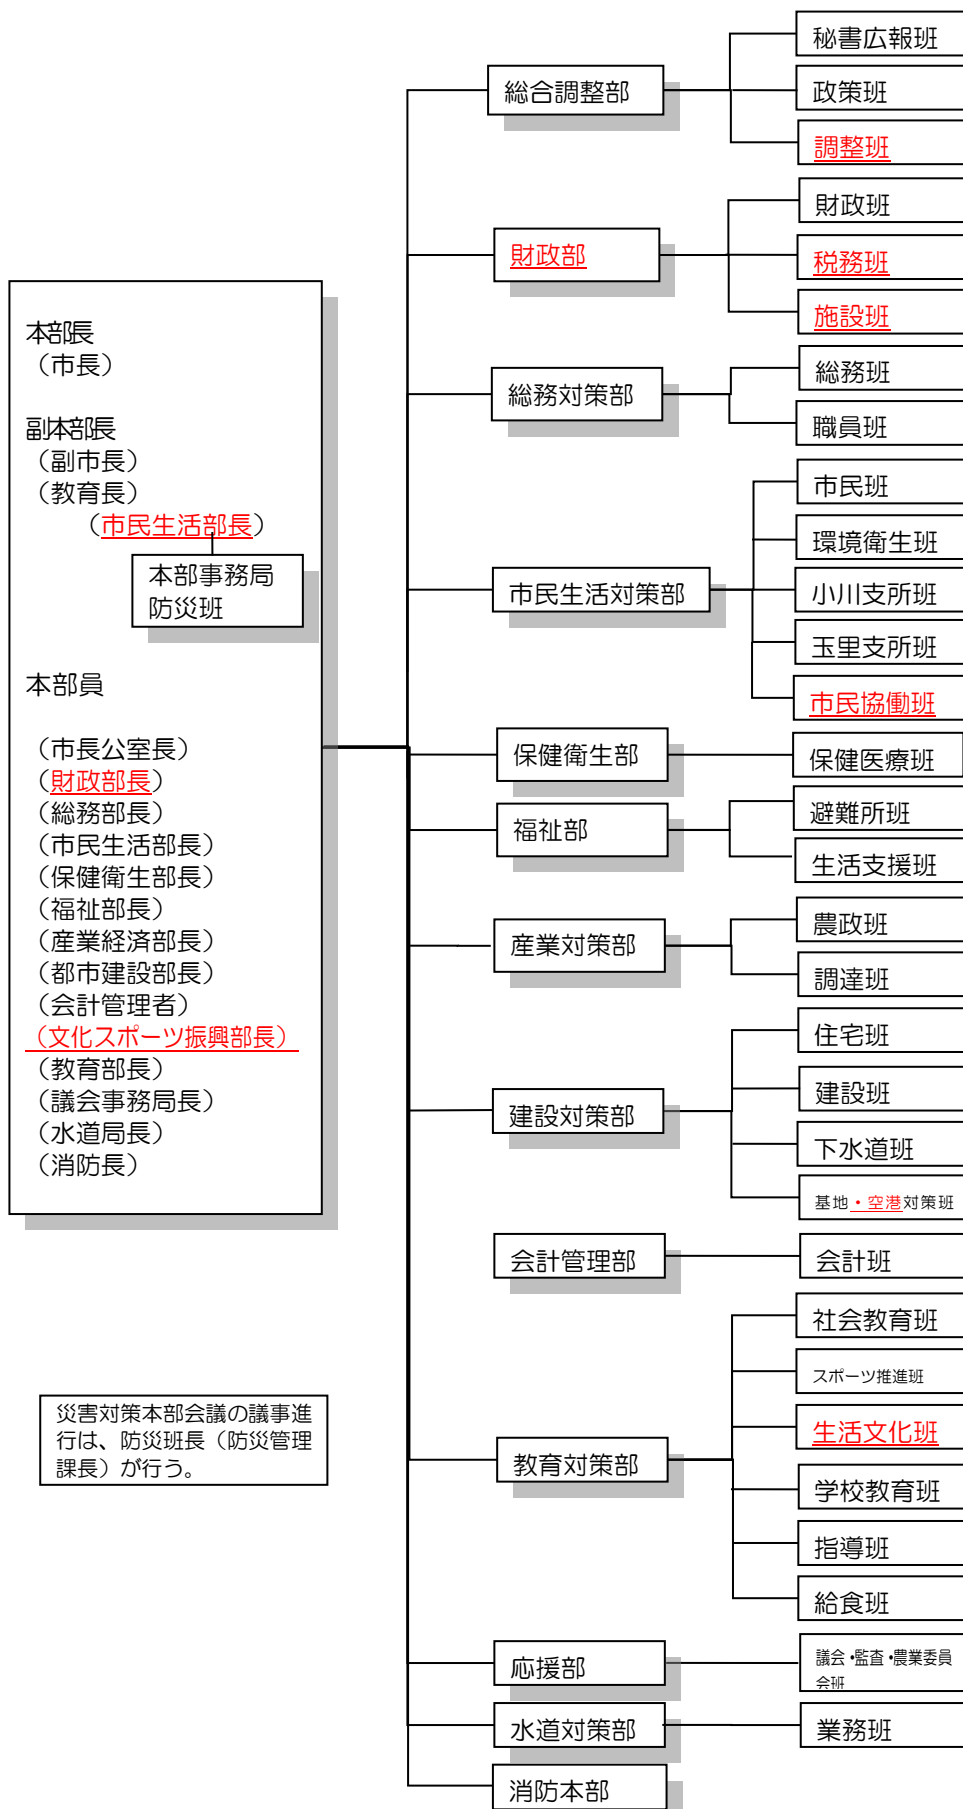 本部長
（市長）
副本部長
（副市長）
（教育長）
（市民生活部長）
本部事務局
防災班
本部員
（市長公室長）
（財政部長）
（総務部長）
（市民生活部長）
（保健衛生部長）
（福祉部長）
（産業経済部長）
（都市建設部長）
（会計管理者）
（文化スポーツ振興部長）
（教育部長）
（議会事務局長）
（水道局長）
（消防長）
災害対策本部会議の議事進
行は、防災班長（防災管理
課長）が行う。
総合調整部
秘書広報班
政策班
調整班
財政部
財政班
税務班
施設班
総務対策部
総務班
職員班
市民生活対策部
市民班
環境衛生班
小川支所班
玉里支所班
市民協働班
保健衛生部
保健医療班
福祉部
避難所班
生活支援班
産業対策部
農政班
調達班
建設対策部
住宅班
建設班
下水道班
基地・空港対策班
会計管理部
会計班
教育対策部
社会教育班
スポーツ推進班
生活文化班
学校教育班
指導班
給食班
応援部
議会・監査・農業委員
会班
水道対策部
業務班
消防本部